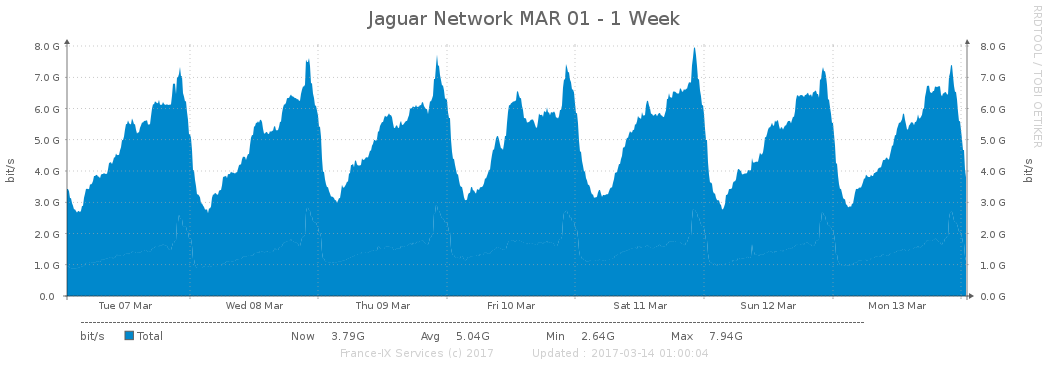 Jaguar Network MAR 01 - 1 Week
RRDTOOL / TOBI OETIKER
bit/s
8.0 G 8.0 G
7.0 G 7.0 G
6.0 G 6.0 G
5.0 G 5.0 G
4.0 G 4.0 G
3.0 G 3.0 G
2.0 G 2.0 G
1.0 G 1.0 G
0.0 0.0 G
bit/s
Tue 07 Mar Wed 08 Mar Thu 09 Mar Fri 10 Mar Sat 11 Mar Sun 12 Mar Mon 13 Mar
bit/s Total Now 3.79G Avg 5.04G Min 2.64G Max 7.94G
France-IX Services (c) 2017 Updated : 2017-03-14 01:00:04